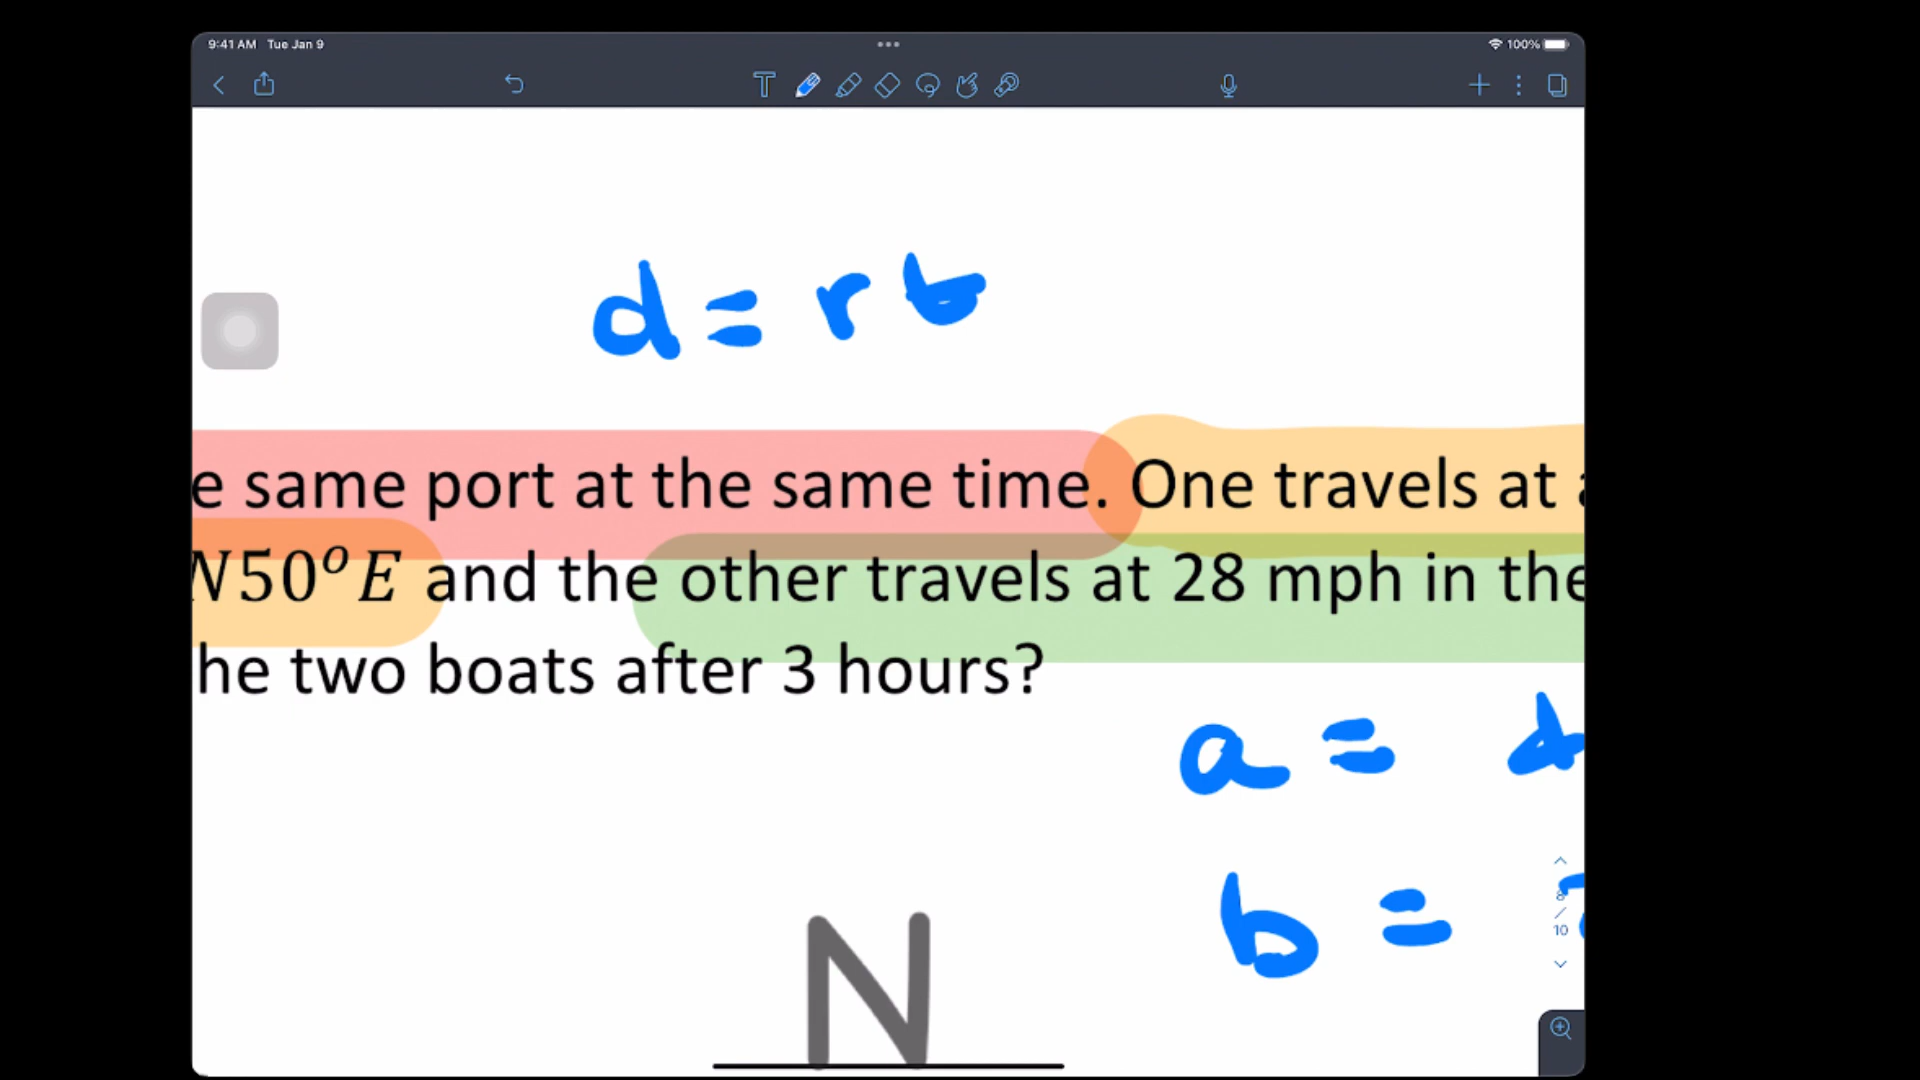 9:41 AM Tue Jan 9
100%
d = rt
e same port at the same time. One travels at
N50°E and the other travels at 28 mph in the
he two boats after 3 hours?
a =
b =
8
/
10
N